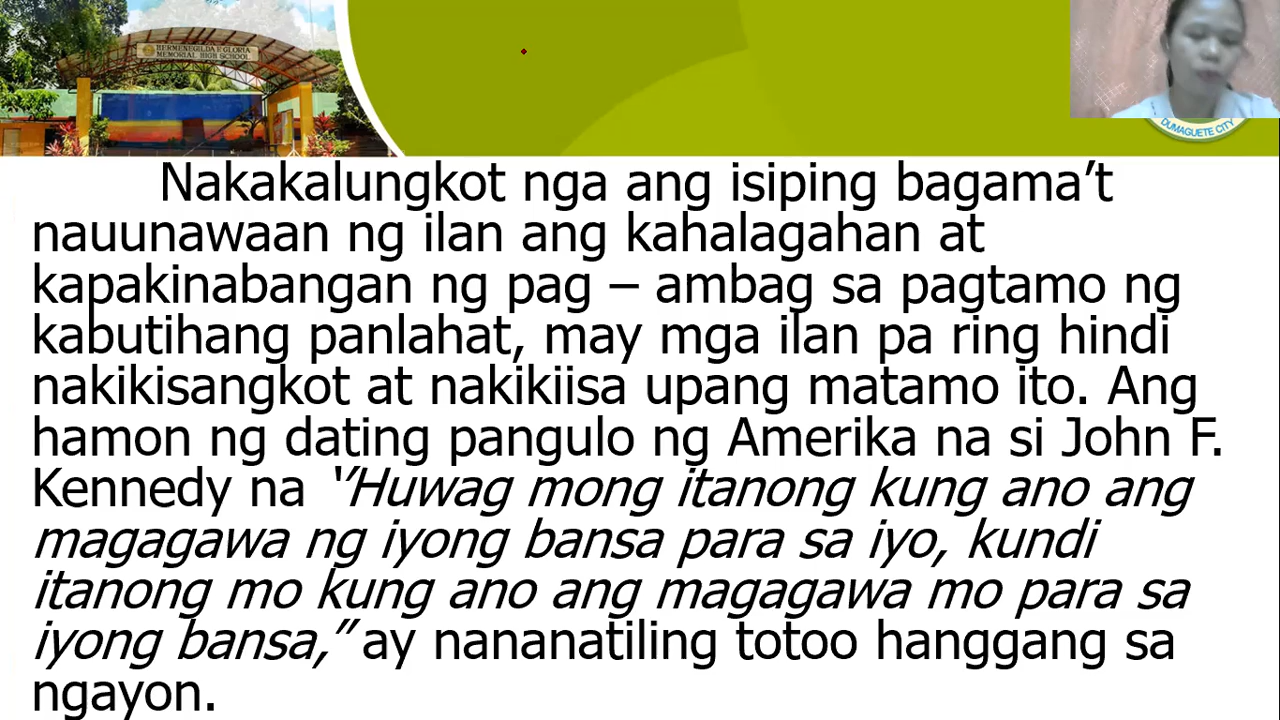 HERMENEGILDA F. GLORIA
MEMORIAL HIGH SCHOOL
DUMAGUETE CITY
Nakakalungkot nga ang isiping bagama’t
nauunawaan ng ilan ang kahalagahan at
kapakinabangan ng pag – ambag sa pagtamo ng
kabutihang panlahat, may mga ilan pa ring hindi
nakikisangkot at nakikiisa upang matamo ito. Ang
hamon ng dating pangulo ng Amerika na si John F.
Kennedy na “Huwag mong itanong kung ano ang
magagawa ng iyong bansa para sa iyo, kundi
itanong mo kung ano ang magagawa mo para sa
iyong bansa,” ay nananatiling totoo hanggang sa
ngayon.